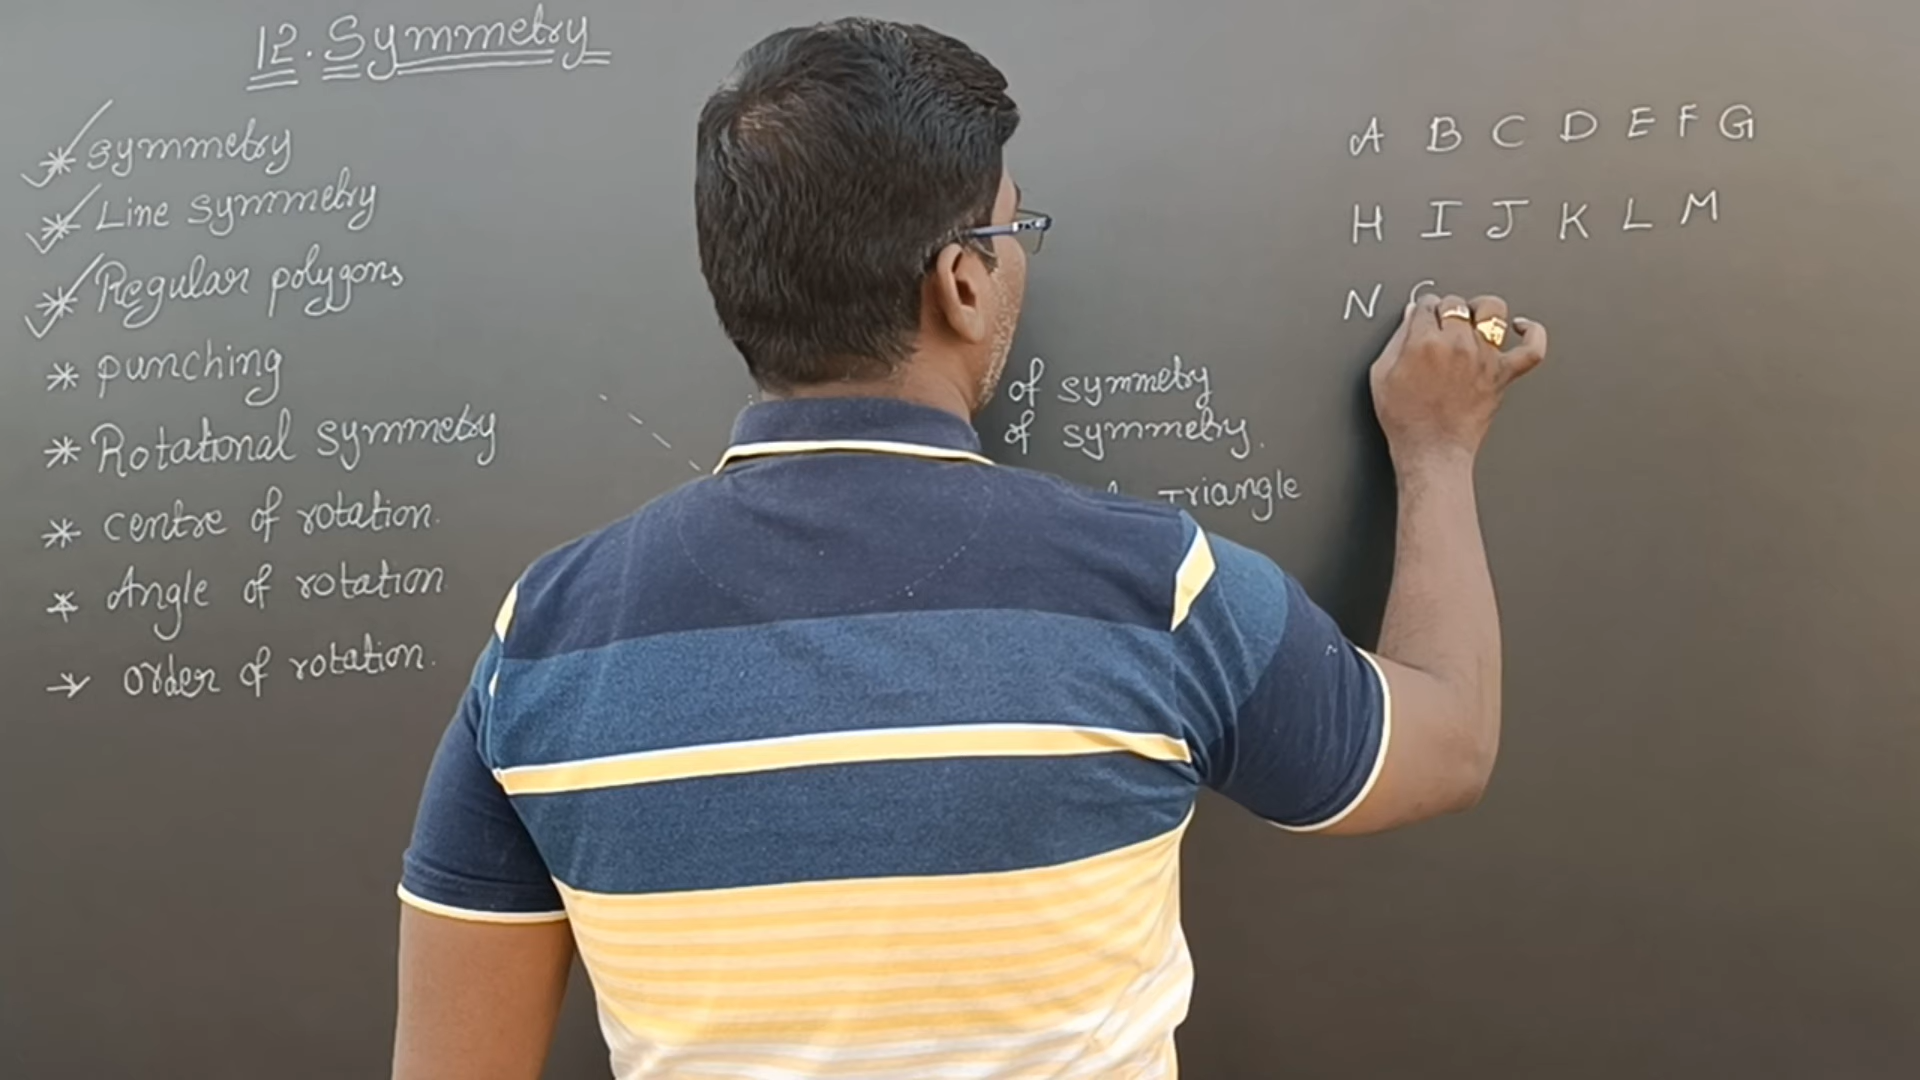 12. Symmetry
* Symmetry
* Line symmetry
* Regular polygons
* punching
* Rotational symmetry
* centre of rotation.
* Angle of rotation
* order of rotation.
of symmetry
of symmetry.
Triangle
A B C D E F G
H I J K L M
N